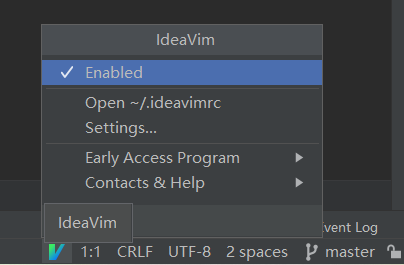 IdeaVim
Enabled
Open ~/.ideavimrc
Settings...
Early Access Program
Contacts & Help
IdeaVim
vent Log
1:1 CRLF UTF-8 2 spaces master